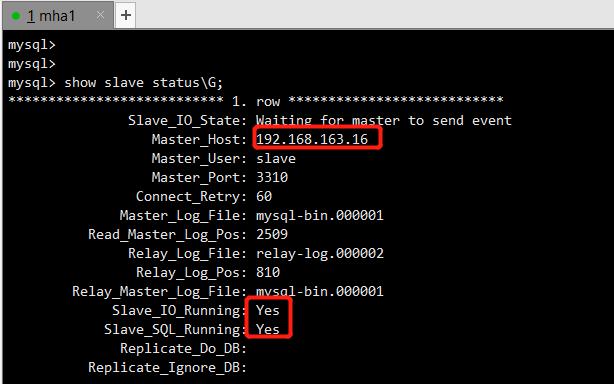 1 mha1 × +
mysql>
mysql>
mysql> show slave status\G;
*************************** 1. row ***************************
Slave_IO_State: Waiting for master to send event
Master_Host: 192.168.163.16
Master_User: slave
Master_Port: 3310
Connect_Retry: 60
Master_Log_File: mysql-bin.000001
Read_Master_Log_Pos: 2509
Relay_Log_File: relay-log.000002
Relay_Log_Pos: 810
Relay_Master_Log_File: mysql-bin.000001
Slave_IO_Running: Yes
Slave_SQL_Running: Yes
Replicate_Do_DB:
Replicate_Ignore_DB: